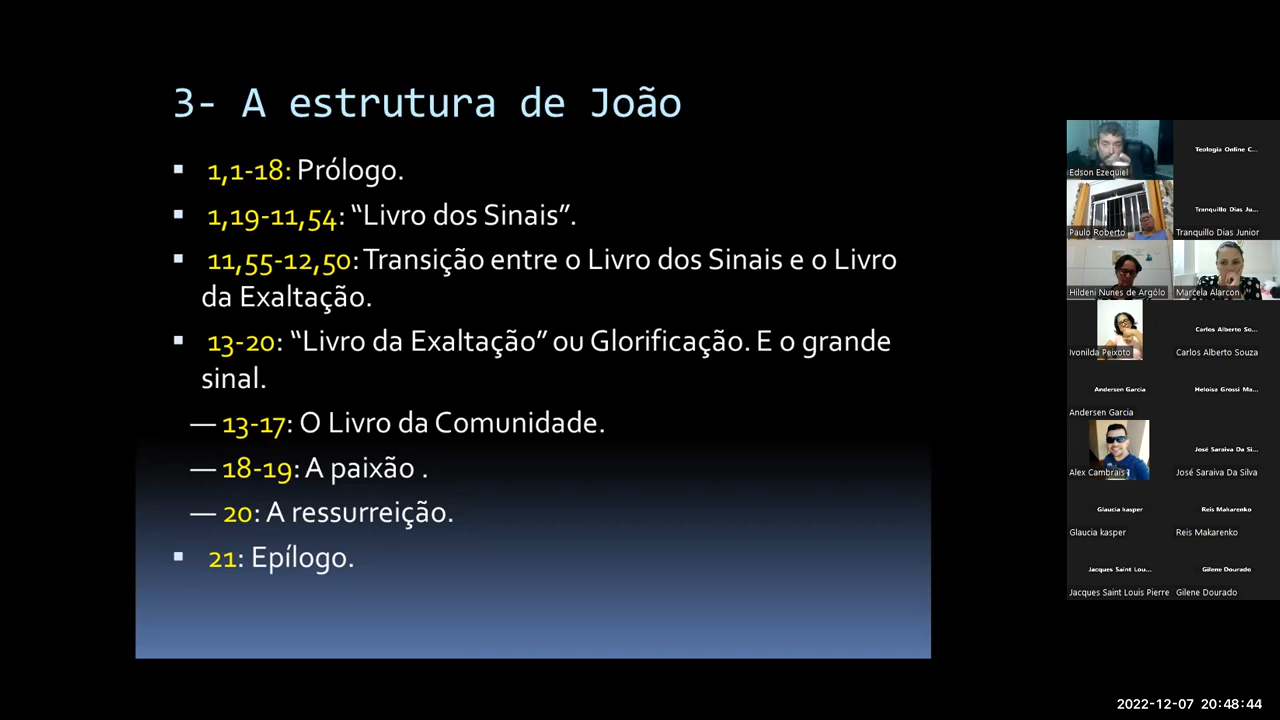 3- A estrutura de João
1,1-18: Prólogo.
1,19-11,54: “Livro dos Sinais”.
11,55-12,50: Transição entre o Livro dos Sinais e o Livro
da Exaltação.
13-20: “Livro da Exaltação” ou Glorificação. E o grande
sinal.
— 13-17: O Livro da Comunidade.
— 18-19: A paixão .
— 20: A ressurreição.
21: Epílogo.
Edson Ezequiel
Teologia Online C...
Paulo Roberto
Tranquillo Dias Ju...
Tranquillo Dias Junior
Hildeni Nunes de Argôlo
Marcela Alarcon
Ivonilda Peixoto
Carlos Alberto So...
Carlos Alberto Souza
Andersen Garcia
Andersen Garcia
Heloisa Grossi Ma...
Alex Cambrais
José Saraiva Da Si...
José Saraiva Da Silva
Glaucia kasper
Glaucia kasper
Reis Makarenko
Reis Makarenko
Jacques Saint Lou...
Jacques Saint Louis Pierre
Gilene Dourado
Gilene Dourado
2022-12-07 20:48:44